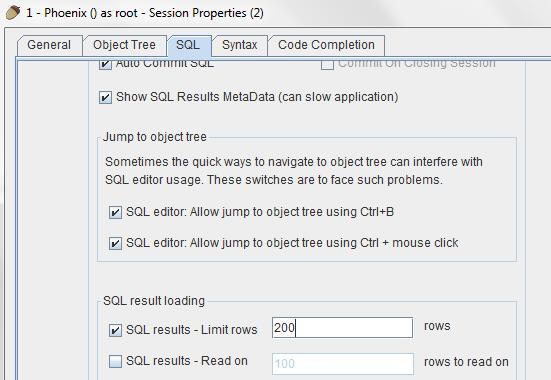 1 - Phoenix () as root - Session Properties (2)
General Object Tree SQL Syntax Code Completion
Auto Commit SQL Commit On Closing Session
Show SQL Results MetaData (can slow application)
Jump to object tree
Sometimes the quick ways to navigate to object tree can interfere with
SQL editor usage. These switches are to face such problems.
SQL editor: Allow jump to object tree using Ctrl+B
SQL editor: Allow jump to object tree using Ctrl + mouse click
SQL result loading
SQL results - Limit rows 200 rows
SQL results - Read on 100 rows to read on